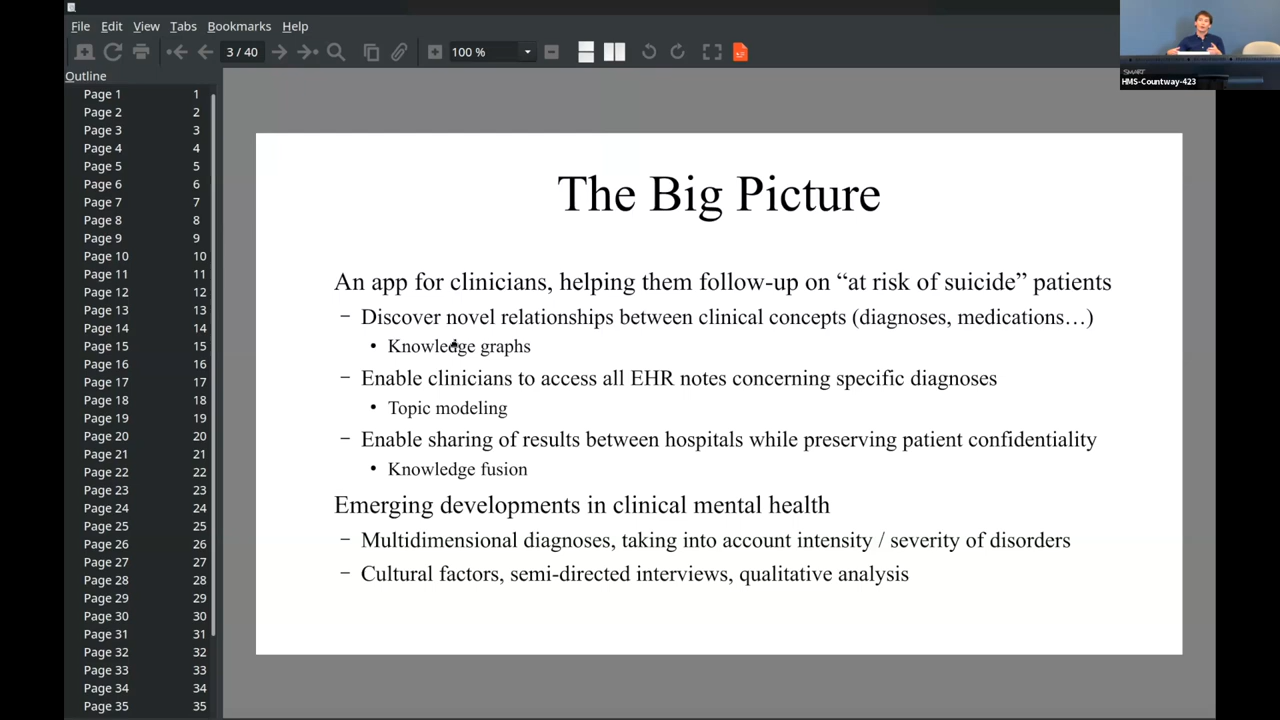 File Edit View Tabs Bookmarks Help
3 / 40
100 %
Outline
Page 1 1
Page 2 2
Page 3 3
Page 4 4
Page 5 5
Page 6 6
Page 7 7
Page 8 8
Page 9 9
Page 10 10
Page 11 11
Page 12 12
Page 13 13
Page 14 14
Page 15 15
Page 16 16
Page 17 17
Page 18 18
Page 19 19
Page 20 20
Page 21 21
Page 22 22
Page 23 23
Page 24 24
Page 25 25
Page 26 26
Page 27 27
Page 28 28
Page 29 29
Page 30 30
Page 31 31
Page 32 32
Page 33 33
Page 34 34
Page 35 35
The Big Picture
An app for clinicians, helping them follow-up on “at risk of suicide” patients
– Discover novel relationships between clinical concepts (diagnoses, medications…)
• Knowledge graphs
– Enable clinicians to access all EHR notes concerning specific diagnoses
• Topic modeling
– Enable sharing of results between hospitals while preserving patient confidentiality
• Knowledge fusion
Emerging developments in clinical mental health
– Multidimensional diagnoses, taking into account intensity / severity of disorders
– Cultural factors, semi-directed interviews, qualitative analysis
SMART
HMS-Countway-423